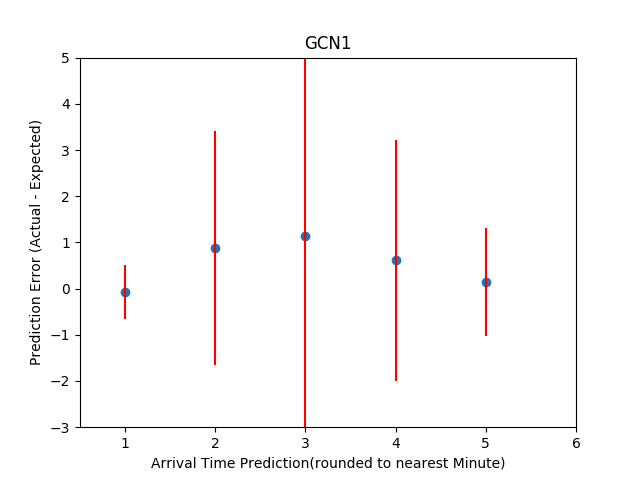 GCN1
5
4
3
2
1
0
−1
−2
−3
Prediction Error (Actual - Expected)
1 2 3 4 5 6
Arrival Time Prediction(rounded to nearest Minute)